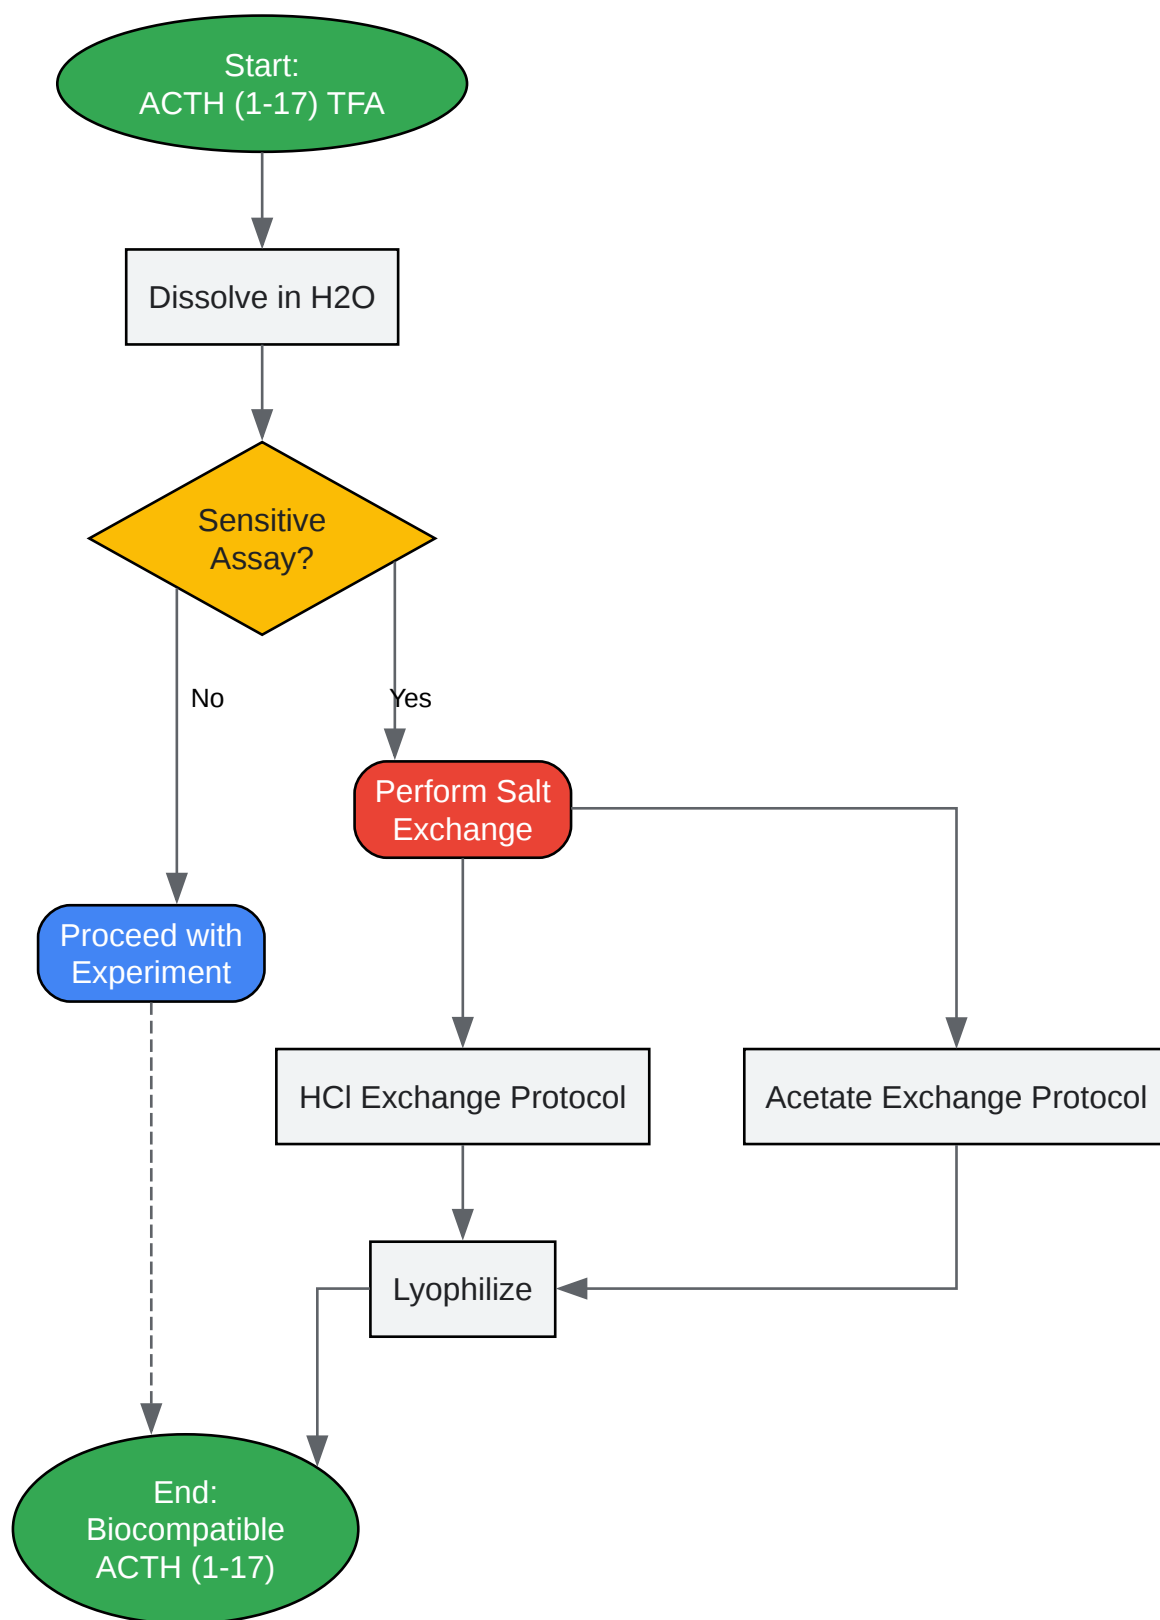 Start:
ACTH (1-17) TFA
Dissolve in H2O
Sensitive
Assay?
No
Yes
Perform Salt
Exchange
Proceed with
Experiment
HCl Exchange Protocol
Acetate Exchange Protocol
Lyophilize
End:
Biocompatible
ACTH (1-17)